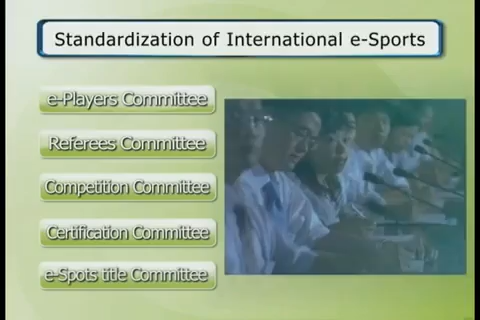 Standardization of International e-Sports
e-Players Committee
Referees Committee
Competition Committee
Certification Committee
e-Spots title Committee